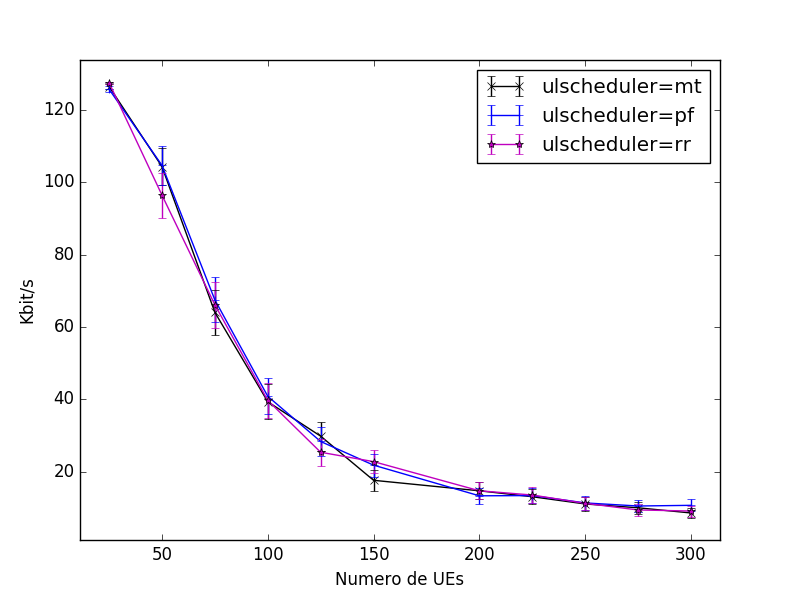 ulscheduler=mt
ulscheduler=pf
ulscheduler=rr
120
100
80
60
40
20
Kbit/s
50 100 150 200 250 300
Numero de UEs